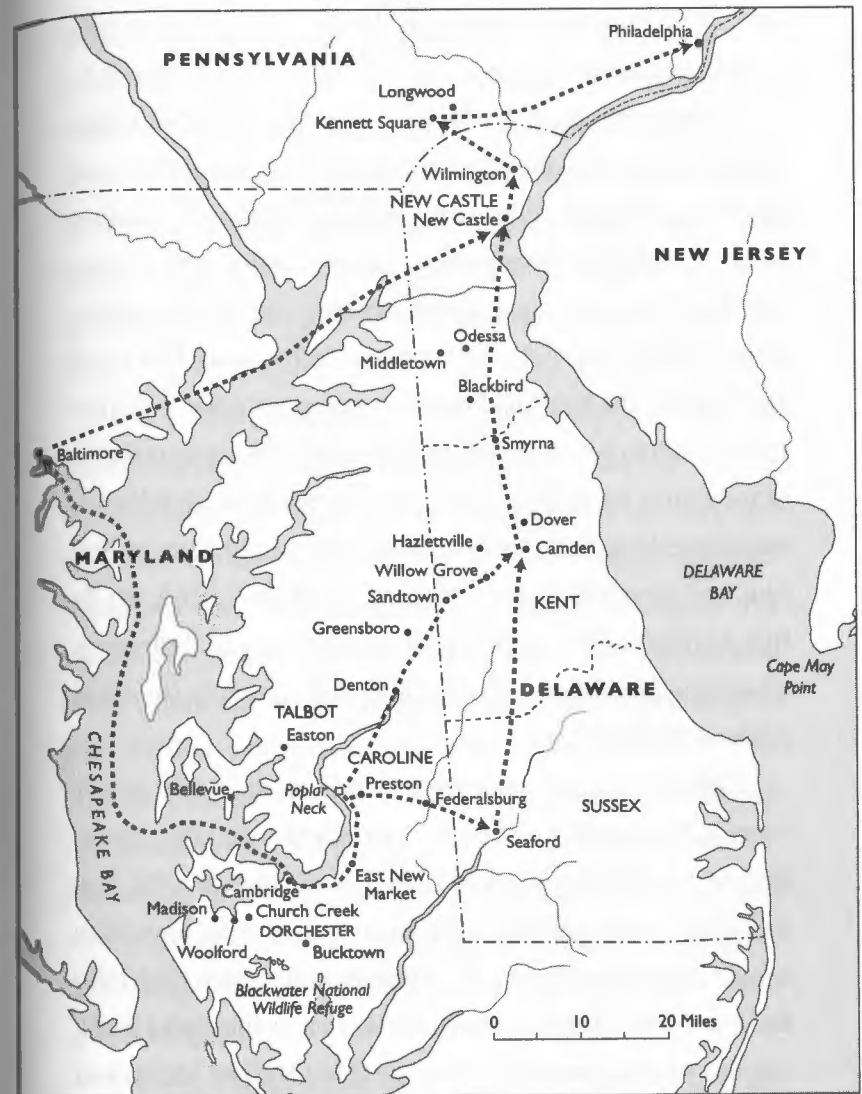 Philadelphia
PENNSYLVANIA
Longwood
Kennett Square
Wilmington
NEW CASTLE
New Castle
NEW JERSEY
Odessa
Middletown
Blackbird
Baltimore
Smyrna
Dover
Hazlettville
Camden
MARYLAND
Willow Grove
DELAWARE
BAY
Sandtown
KENT
Greensboro
Cape May
Point
Denton
DELAWARE
TALBOT
Easton
CAROLINE
CHESAPEAKE BAY
Bellevue
Poplar
Neck
Preston
Federalsburg
SUSSEX
Seaford
East New
Market
Cambridge
Madison
Church Creek
DORCHESTER
Woolford
Bucktown
Blackwater National
Wildlife Refuge
0 10 20 Miles